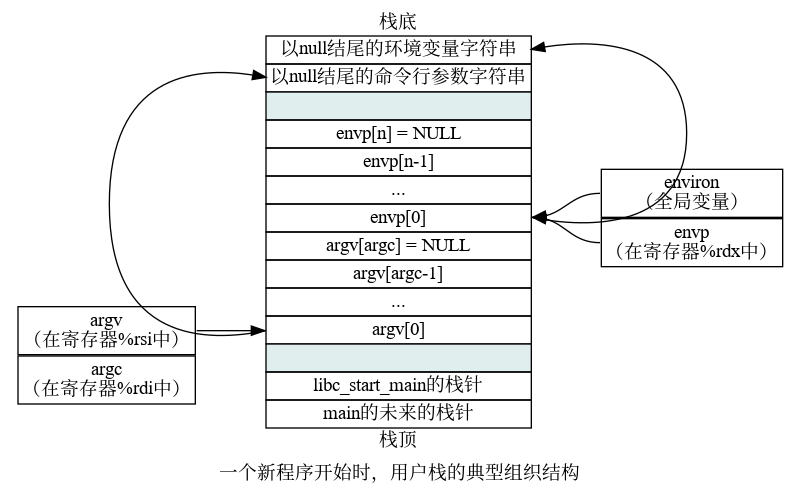 栈底
以null结尾的环境变量字符串
以null结尾的命令行参数字符串
envp[n] = NULL
envp[n-1]
...
envp[0]
argv[argc] = NULL
argv[argc-1]
...
argv[0]
libc_start_main的栈针
main的未来的栈针
栈顶
environ
（全局变量）
envp
（在寄存器%rdx中）
argv
（在寄存器%rsi中）
argc
（在寄存器%rdi中）
一个新程序开始时，用户栈的典型组织结构